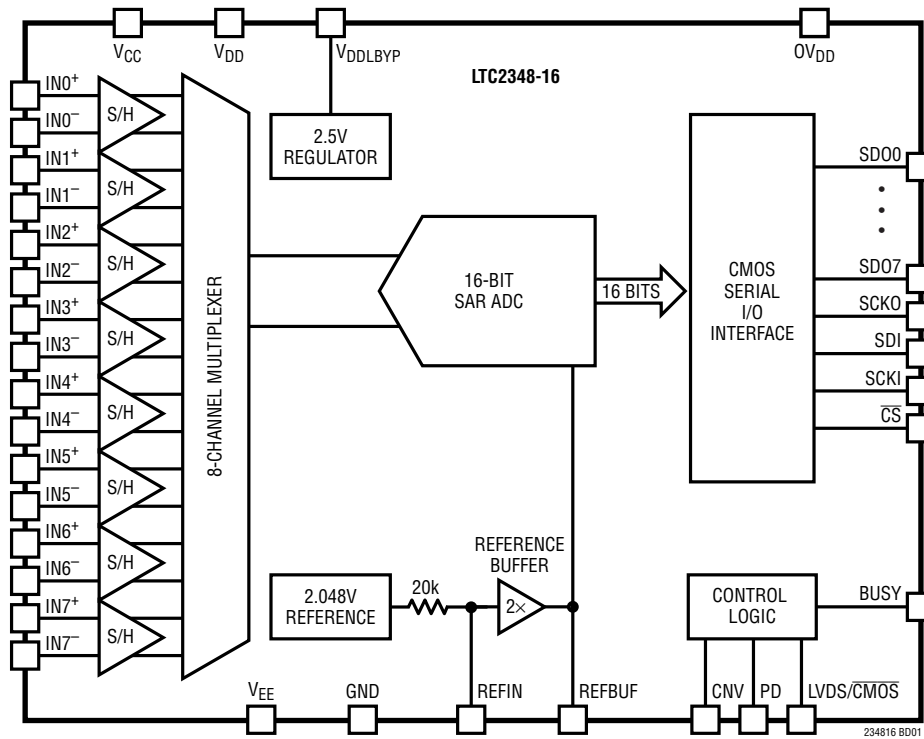 VCC
VDD
VDDLBYP
OVDD
LTC2348-16
IN0+
IN0–
IN1+
IN1–
IN2+
IN2–
IN3+
IN3–
IN4+
IN4–
IN5+
IN5–
IN6+
IN6–
IN7+
IN7–
S/H
S/H
S/H
S/H
S/H
S/H
S/H
S/H
8-CHANNEL MULTIPLEXER
2.5V
REGULATOR
16-BIT
SAR ADC
16 BITS
CMOS
SERIAL
I/O
INTERFACE
SDO0
SDO7
SCKO
SDI
SCKI
CS
2.048V
REFERENCE
20k
REFERENCE
BUFFER
2×
CONTROL
LOGIC
BUSY
VEE
GND
REFIN
REFBUF
CNV
PD
LVDS/CMOS
234816 BD01